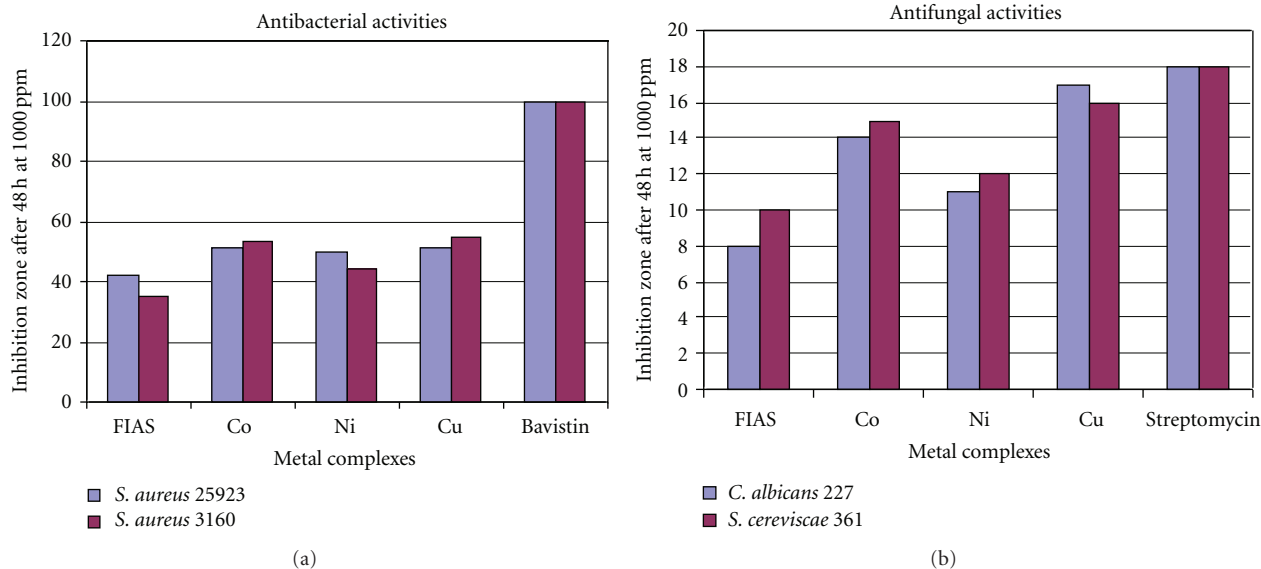 Antibacterial activities
Inhibition zone after 48 h at 1000 ppm
120
100
80
60
40
20
0
FIAS Co Ni Cu Bavistin
Metal complexes
S. aureus 25923
S. aureus 3160
(a)
Antifungal activities
Inhibition zone after 48 h at 1000 ppm
20
18
16
14
12
10
8
6
4
2
0
FIAS Co Ni Cu Streptomycin
Metal complexes
C. albicans 227
S. cereviscae 361
(b)